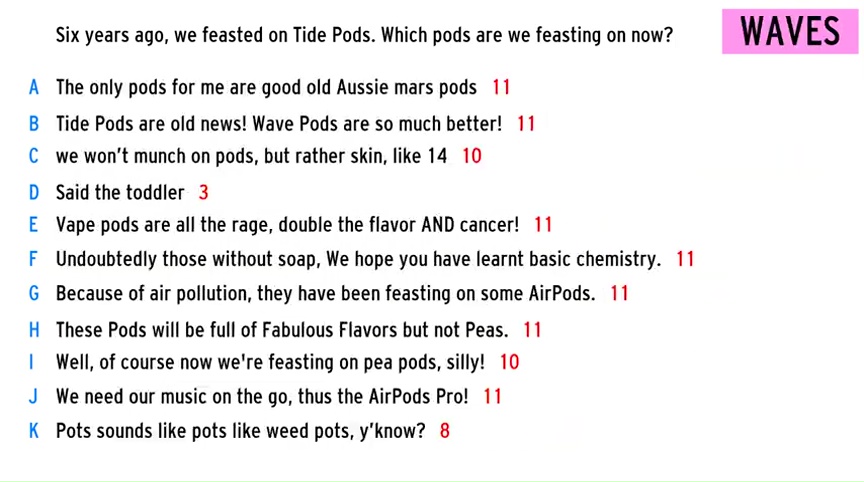 Six years ago, we feasted on Tide Pods. Which pods are we feasting on now?
WAVES
A The only pods for me are good old Aussie mars pods 11
B Tide Pods are old news! Wave Pods are so much better! 11
C we won't munch on pods, but rather skin, like 14 10
D Said the toddler 3
E Vape pods are all the rage, double the flavor AND cancer! 11
F Undoubtedly those without soap, We hope you have learnt basic chemistry. 11
G Because of air pollution, they have been feasting on some AirPods. 11
H These Pods will be full of Fabulous Flavors but not Peas. 11
I Well, of course now we're feasting on pea pods, silly! 10
J We need our music on the go, thus the AirPods Pro! 11
K Pots sounds like pots like weed pots, y'know? 8